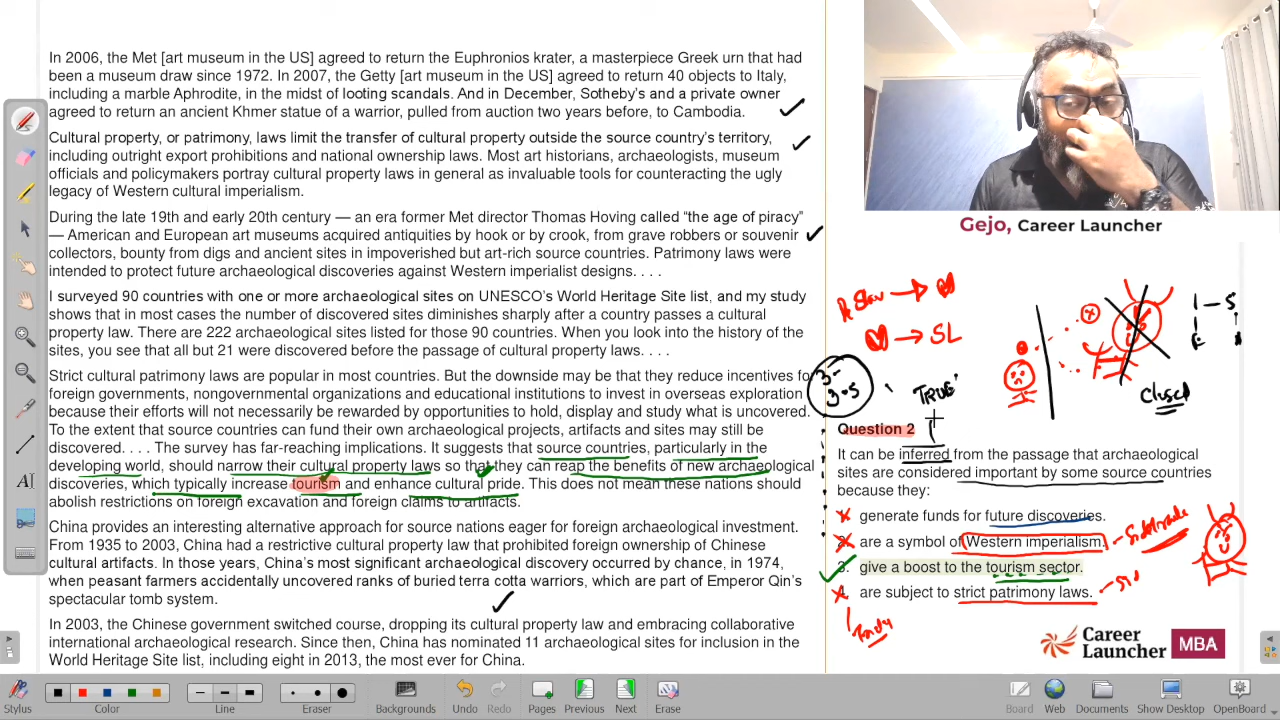 In 2006, the Met [art museum in the US] agreed to return the Euphronios krater, a masterpiece Greek urn that had
been a museum draw since 1972. In 2007, the Getty [art museum in the US] agreed to return 40 objects to Italy,
including a marble Aphrodite, in the midst of looting scandals. And in December, Sotheby's and a private owner
agreed to return an ancient Khmer statue of a warrior, pulled from auction two years before, to Cambodia.
Cultural property, or patrimony, laws limit the transfer of cultural property outside the source country's territory,
including outright export prohibitions and national ownership laws. Most art historians, archaeologists, museum
officials and policymakers portray cultural property laws in general as invaluable tools for counteracting the ugly
legacy of Western cultural imperialism.
During the late 19th and early 20th century — an era former Met director Thomas Hoving called "the age of piracy"
— American and European art museums acquired antiquities by hook or by crook, from grave robbers or souvenir
collectors, bounty from digs and ancient sites in impoverished but art-rich source countries. Patrimony laws were
intended to protect future archaeological discoveries against Western imperialist designs. . . .
I surveyed 90 countries with one or more archaeological sites on UNESCO's World Heritage Site list, and my study
shows that in most cases the number of discovered sites diminishes sharply after a country passes a cultural
property law. There are 222 archaeological sites listed for those 90 countries. When you look into the history of the
sites, you see that all but 21 were discovered before the passage of cultural property laws. . . .
Strict cultural patrimony laws are popular in most countries. But the downside may be that they reduce incentives for
foreign governments, nongovernmental organizations and educational institutions to invest in overseas exploration
because their efforts will not necessarily be rewarded by opportunities to hold, display and study what is uncovered.
To the extent that source countries can fund their own archaeological projects, artifacts and sites may still be
discovered. . . . The survey has far-reaching implications. It suggests that source countries, particularly in the
developing world, should narrow their cultural property laws so that they can reap the benefits of new archaeological
discoveries, which typically increase tourism and enhance cultural pride. This does not mean these nations should
abolish restrictions on foreign excavation and foreign claims to artifacts.
China provides an interesting alternative approach for source nations eager for foreign archaeological investment.
From 1935 to 2003, China had a restrictive cultural property law that prohibited foreign ownership of Chinese
cultural artifacts. In those years, China's most significant archaeological discovery occurred by chance, in 1974,
when peasant farmers accidentally uncovered ranks of buried terra cotta warriors, which are part of Emperor Qin's
spectacular tomb system.
In 2003, the Chinese government switched course, dropping its cultural property law and embracing collaborative
international archaeological research. Since then, China has nominated 11 archaeological sites for inclusion in the
World Heritage Site list, including eight in 2013, the most ever for China.
Gejo, Career Launcher
→ SL
1 — S
TRUE
Closed
Question 2
It can be inferred from the passage that archaeological
sites are considered important by some source countries
because they:
generate funds for future discoveries.
2. are a symbol of Western imperialism.
3. give a boost to the tourism sector.
4. are subject to strict patrimony laws.
Career
Launcher
MBA
Stylus
Color
Line
Eraser
Backgrounds
Undo
Redo
Pages
Previous
Next
Erase
Board
Web
Documents
Show Desktop
OpenBoard